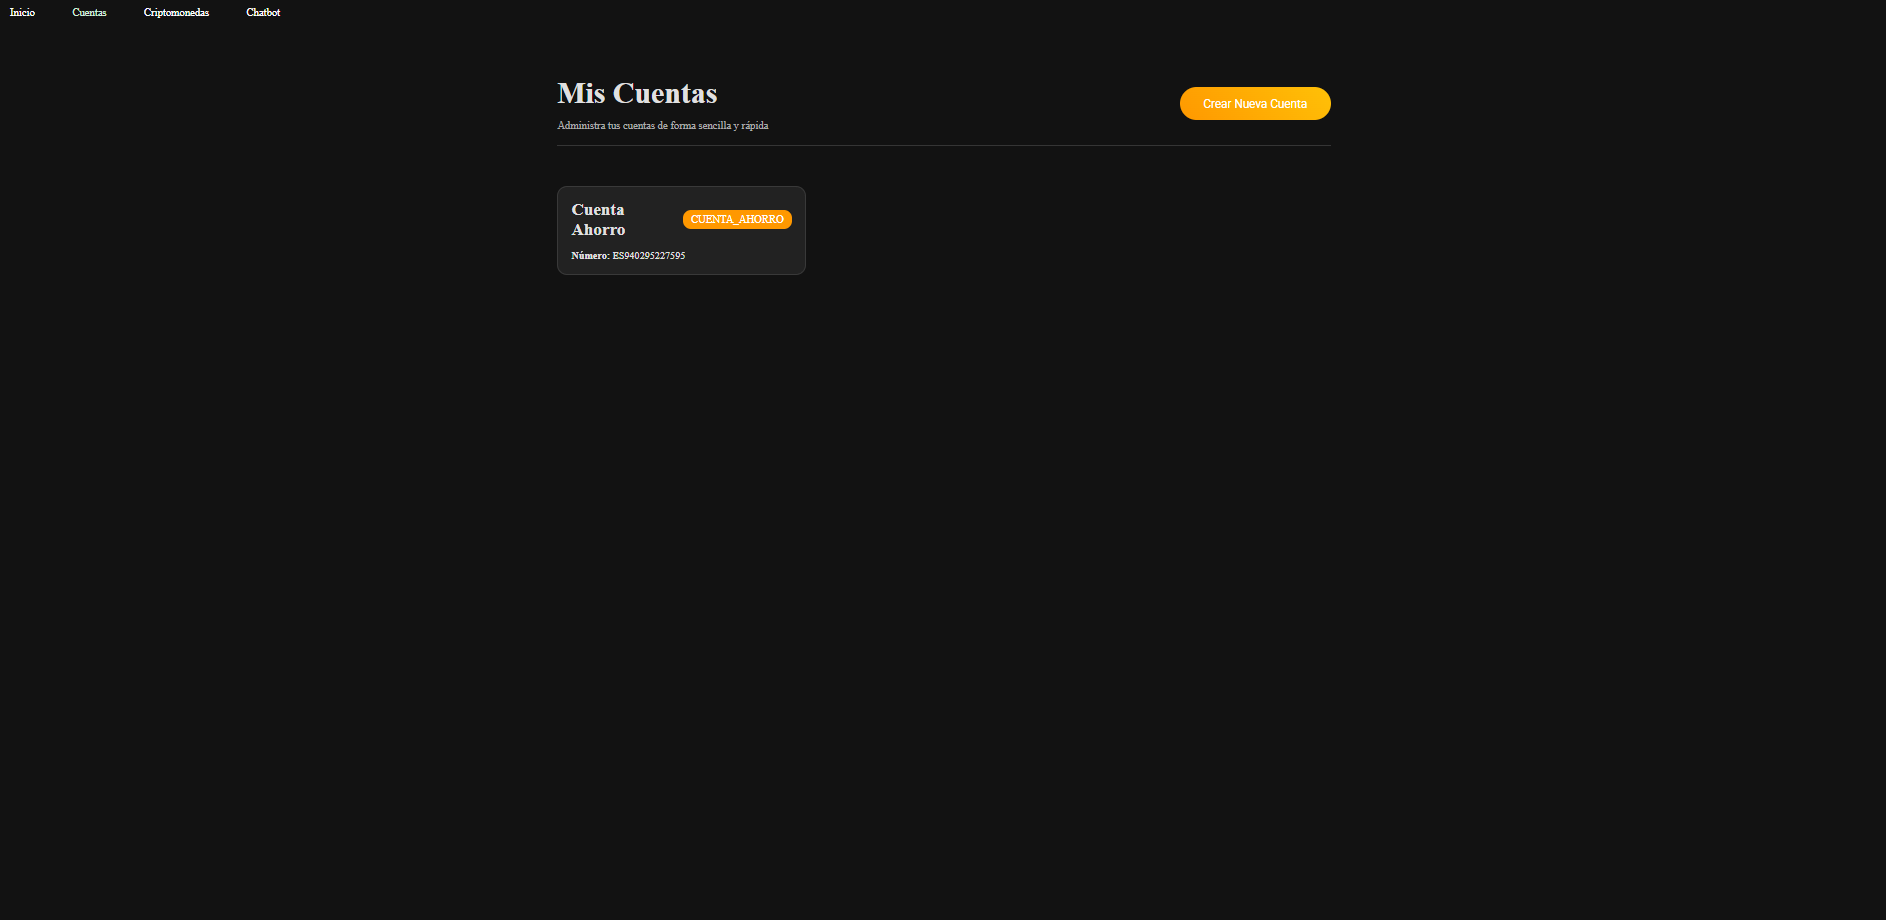 Inicio Cuentas Criptomonedas Chatbot
Mis Cuentas
Administra tus cuentas de forma sencilla y rápida
Crear Nueva Cuenta
Cuenta
Ahorro
CUENTA_AHORRO
Número: ES940295227595